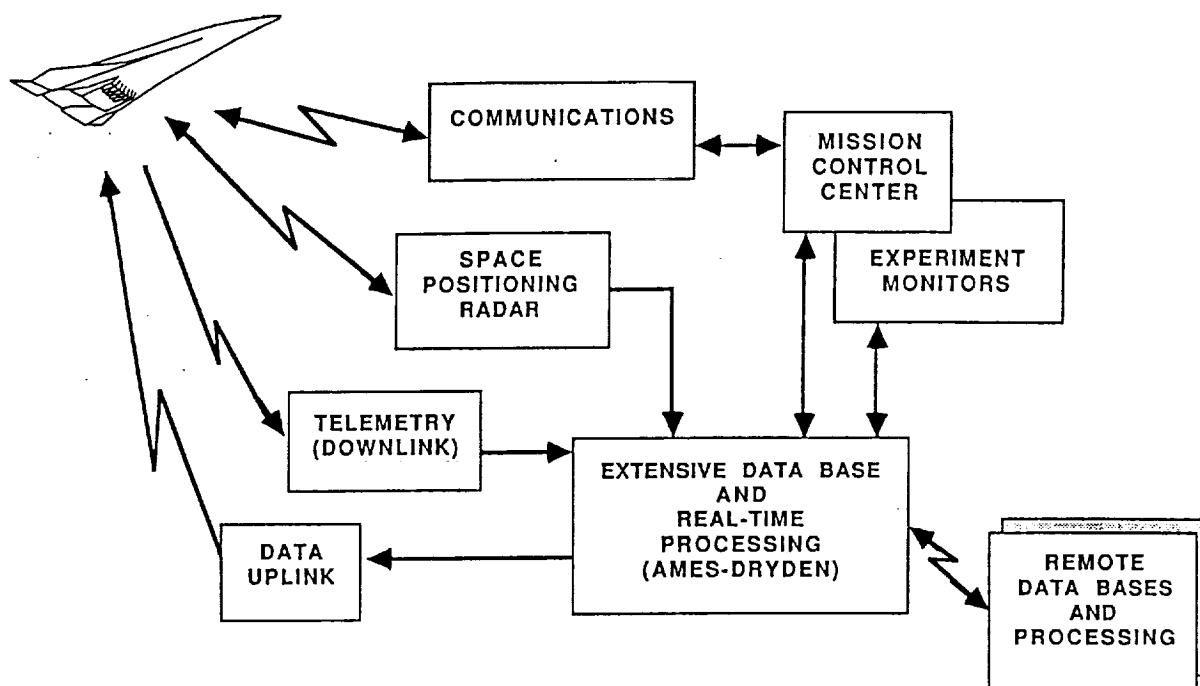 COMMUNICATIONS
MISSION
CONTROL
CENTER
EXPERIMENT
MONITORS
SPACE
POSITIONING
RADAR
TELEMETRY
(DOWNLINK)
EXTENSIVE DATA BASE
AND
REAL-TIME
PROCESSING
(AMES-DRYDEN)
DATA
UPLINK
REMOTE
DATA BASES
AND
PROCESSING